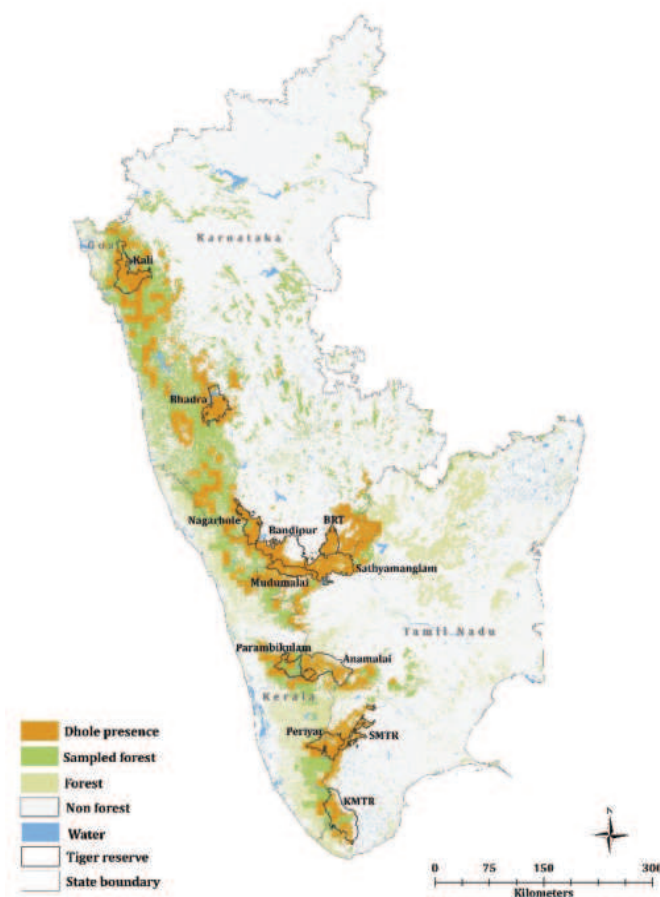 Goa
Karnataka
Kali
Bhadra
Nagarhole
Bandipur
BRT
Mudumalai
Sathyamanglam
Tamil Nadu
Parambikulam
Anamalai
Kerala
Periyar
SMTR
KMTR
Dhole presence
Sampled forest
Forest
Non forest
Water
Tiger reserve
State boundary
N
0 75 150 300
Kilometers